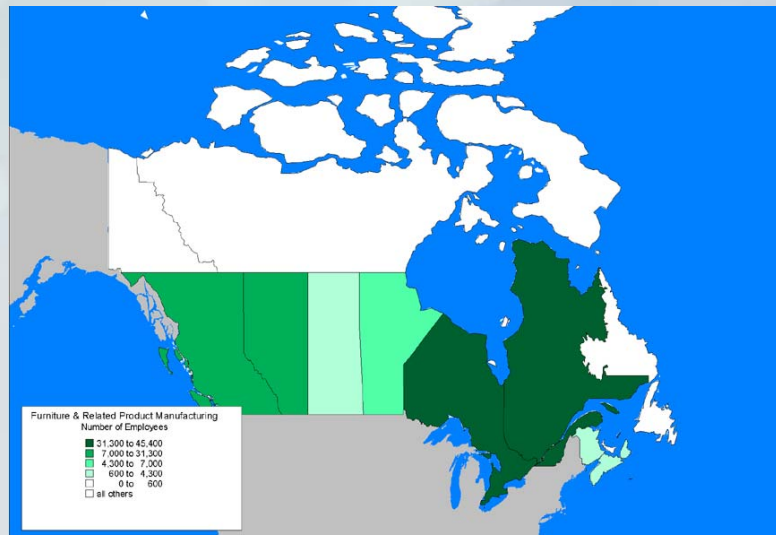 Furniture & Related Product Manufacturing
Number of Employees
31,300 to 45,400
7,000 to 31,300
4,300 to 7,000
600 to 4,300
0 to 600
all others